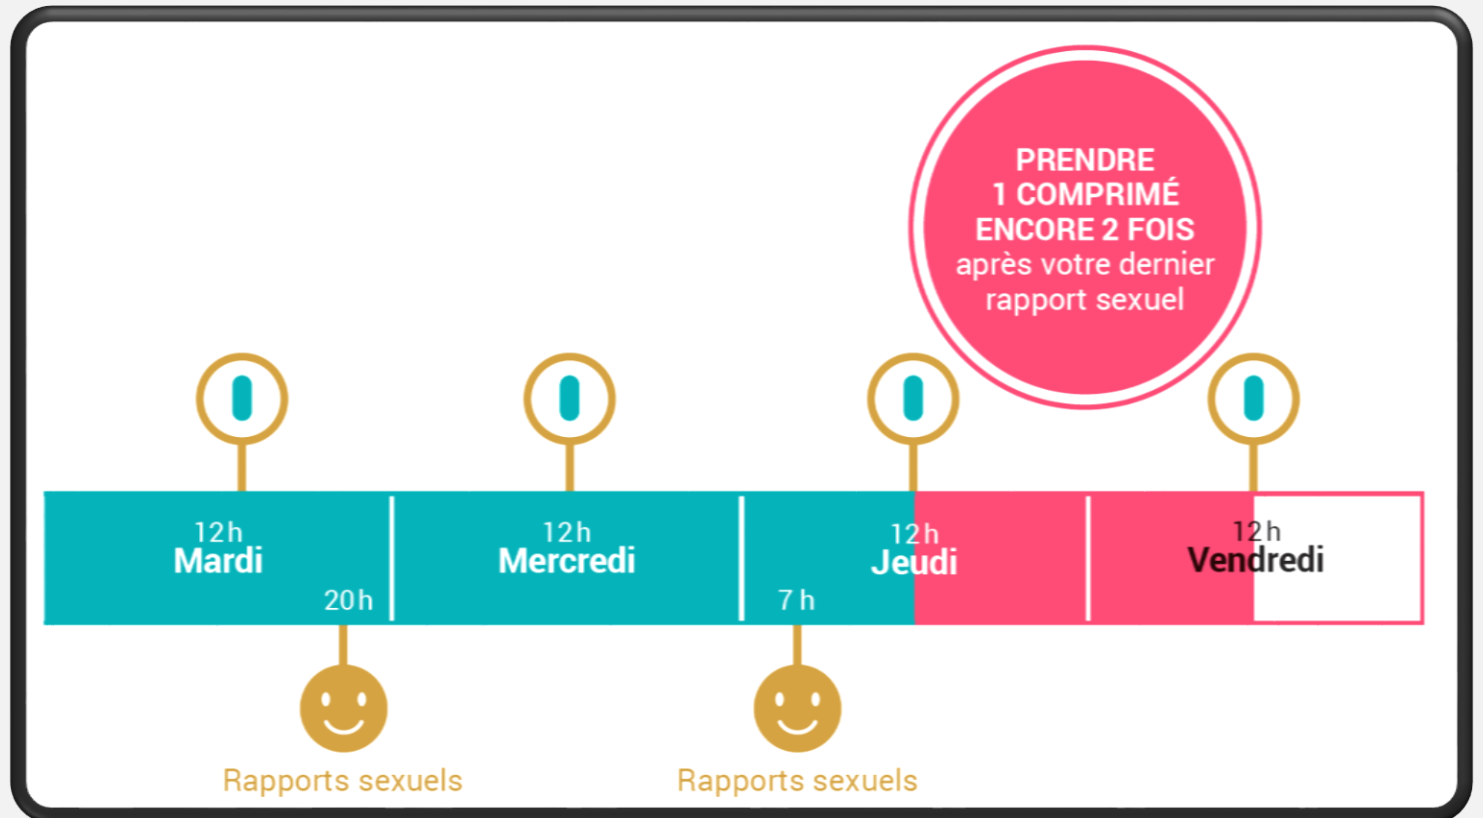 PRENDRE
1 COMPRIMÉ
ENCORE 2 FOIS
après votre dernier
rapport sexuel
12h
Mardi
20h
12h
Mercredi
7h
12h
Jeudi
12h
Vendredi
Rapports sexuels
Rapports sexuels